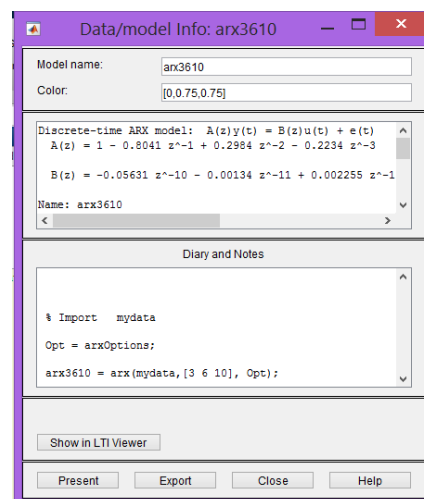 Data/model Info: arx3610
Model name:
arx3610
Color:
[0,0.75,0.75]
Discrete-time ARX model: A(z)y(t) = B(z)u(t) + e(t)
A(z) = 1 - 0.8041 z^-1 + 0.2984 z^-2 - 0.2234 z^-3
B(z) = -0.05631 z^-10 - 0.00134 z^-11 + 0.002255 z^-1
Name: arx3610
Diary and Notes
% Import mydata
Opt = arxOptions;
arx3610 = arx(mydata,[3 6 10], Opt);
Show in LTI Viewer
Present
Export
Close
Help